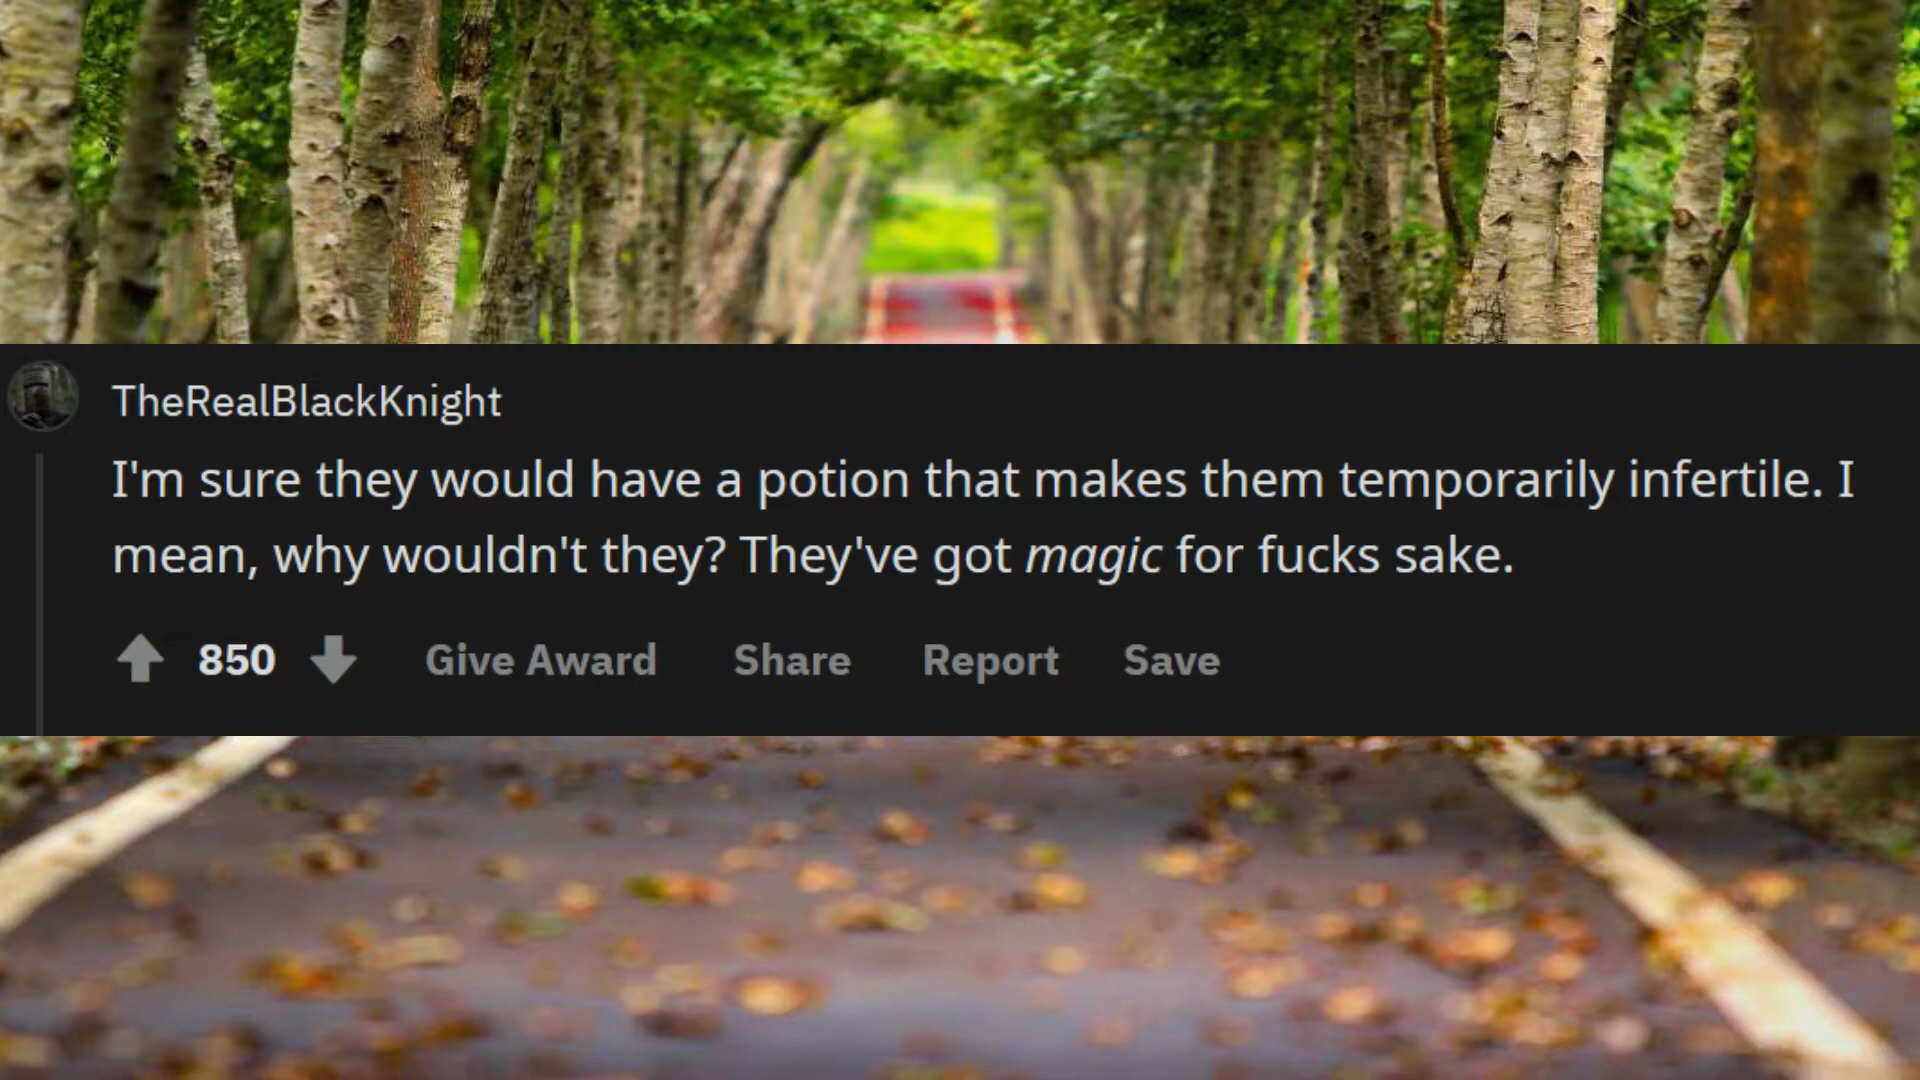 TheRealBlackKnight
I'm sure they would have a potion that makes them temporarily infertile. I
mean, why wouldn't they? They've got magic for fucks sake.
850 Give Award Share Report Save